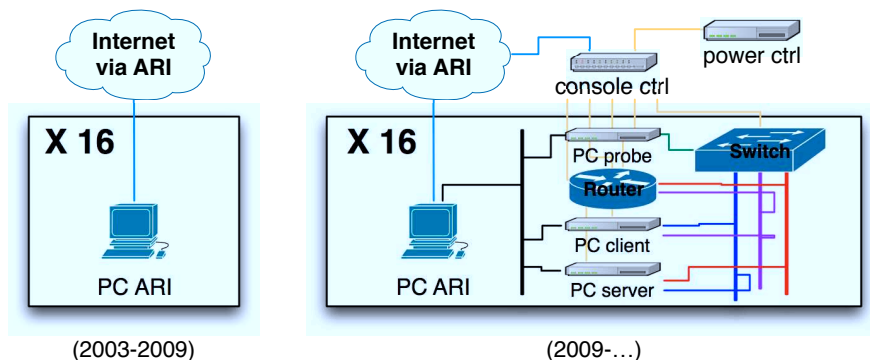 Internet
via ARI
X 16
PC ARI
(2003-2009)
Internet
via ARI
console ctrl
power ctrl
X 16
PC probe
Switch
Router
PC client
PC ARI
PC server
(2009-…)